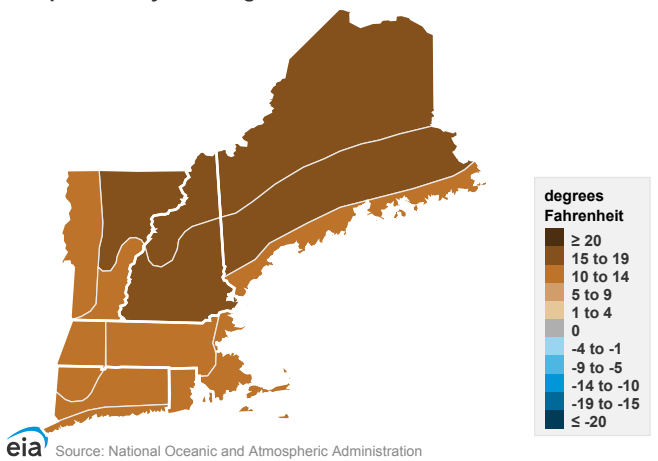 degrees
Fahrenheit
≥ 20
15 to 19
10 to 14
5 to 9
1 to 4
0
-4 to -1
-9 to -5
-14 to -10
-19 to -15
≤ -20
eia Source: National Oceanic and Atmospheric Administration